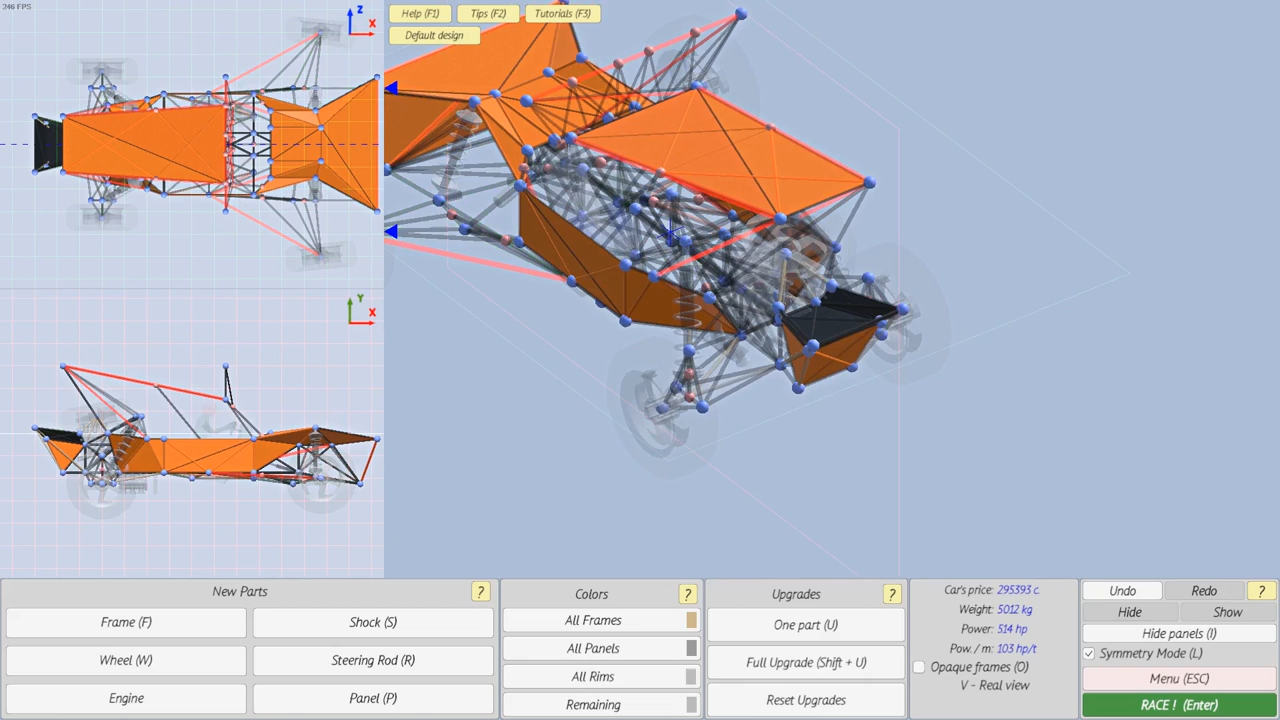 246 FPS
Z
X
Help (F1)
Tips (F2)
Tutorials (F3)
Default design
Y
X
New Parts
?
Frame (F)
Shock (S)
Wheel (W)
Steering Rod (R)
Engine
Panel (P)
Colors
?
All Frames
All Panels
All Rims
Remaining
Upgrades
?
One part (U)
Full Upgrade (Shift + U)
Reset Upgrades
Car's price: 295393 c.
Weight: 5012 kg
Power: 514 hp
Pow. / m: 103 hp/t
Opaque frames (O)
V - Real view
Undo
Redo
?
Hide
Show
Hide panels (I)
Symmetry Mode (L)
Menu (ESC)
RACE ! (Enter)